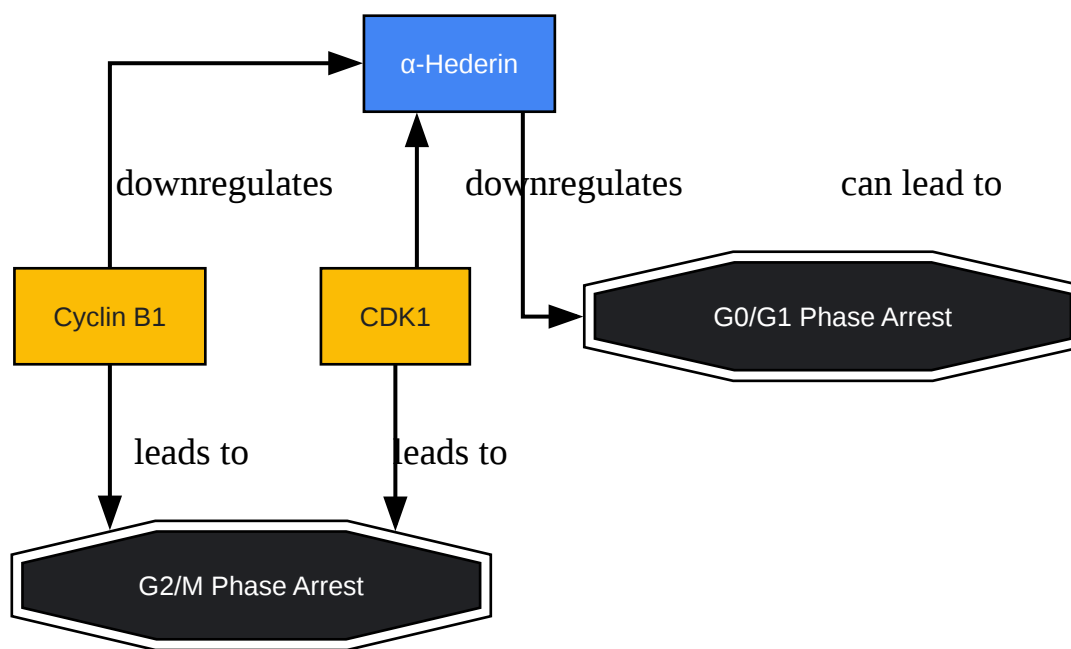 α-Hederin
downregulates
downregulates
can lead to
Cyclin B1
CDK1
G0/G1 Phase Arrest
leads to
leads to
G2/M Phase Arrest